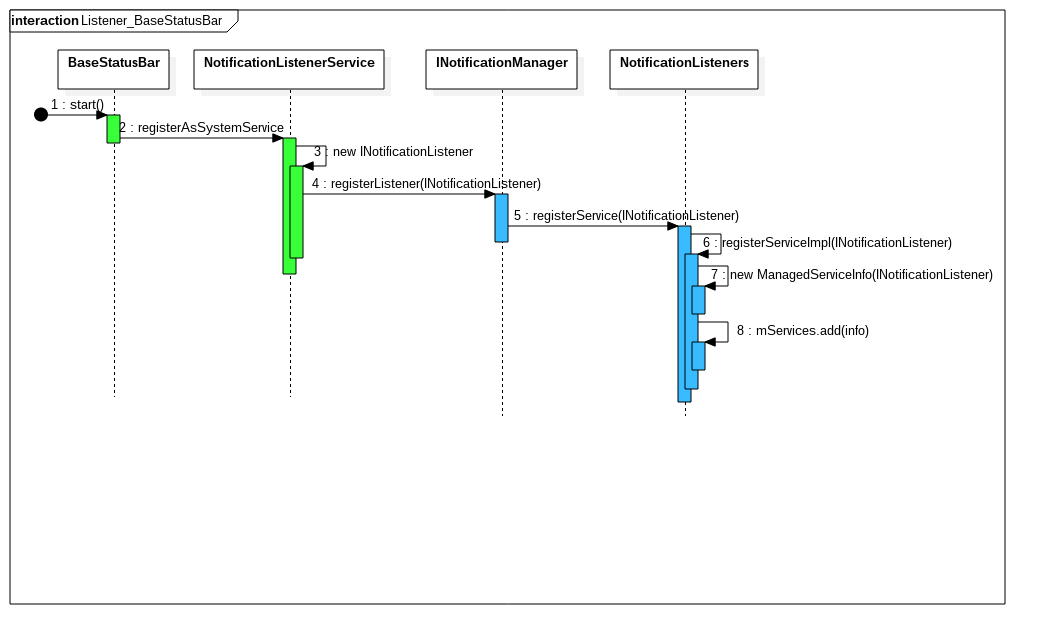 interaction Listener_BaseStatusBar
BaseStatusBar
NotificationListenerService
INotificationManager
NotificationListeners
1 : start()
2 : registerAsSystemService
3 : new INotificationListener
4 : registerListener(INotificationListener)
5 : registerService(INotificationListener)
6 : registerServiceImpl(INotificationListener)
7 : new ManagedServiceInfo(INotificationListener)
8 : mServices.add(info)